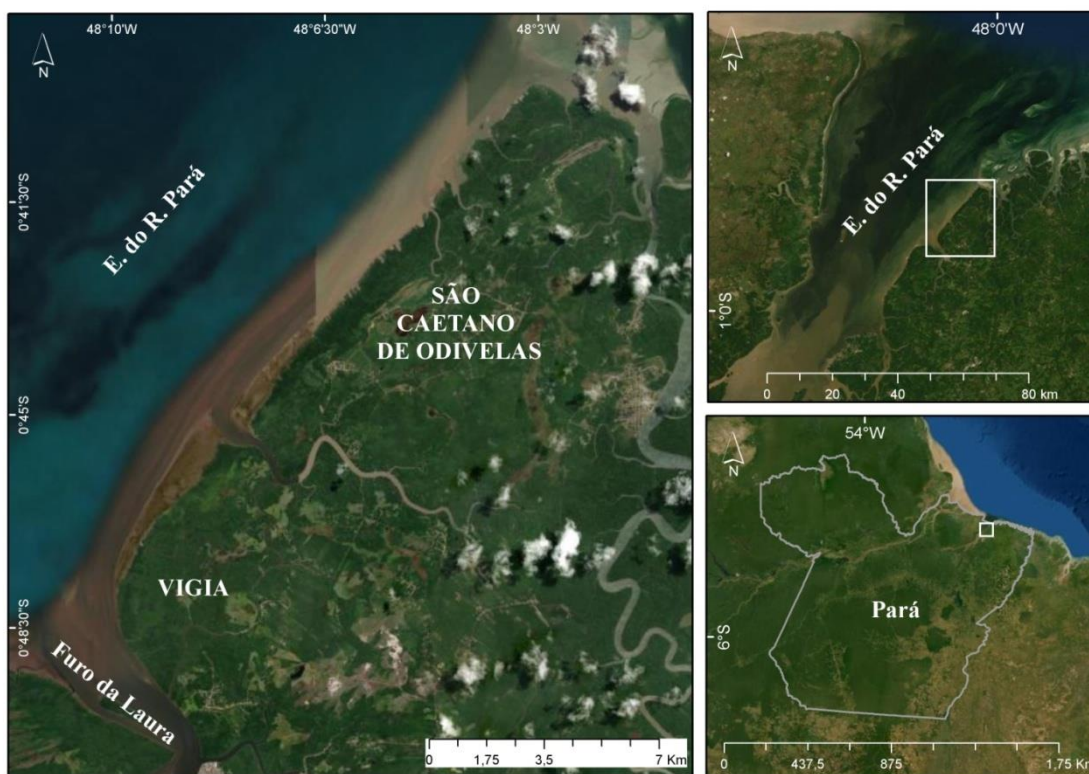 48°10'
48°6'30"
48°3'
N
0°41'30"S
E. do R. Pará
SÃO
CAETANO
DE ODIVELAS
0°45'
VIGIA
0°48'30"S
Furo da Laura
0 1,75 3,5 7 Km
48°0'
N
E. do R. Pará
1°0'S
0 20 40 80 km
54°W
N
Pará
6°S
0 437,5 875 1,75 Km